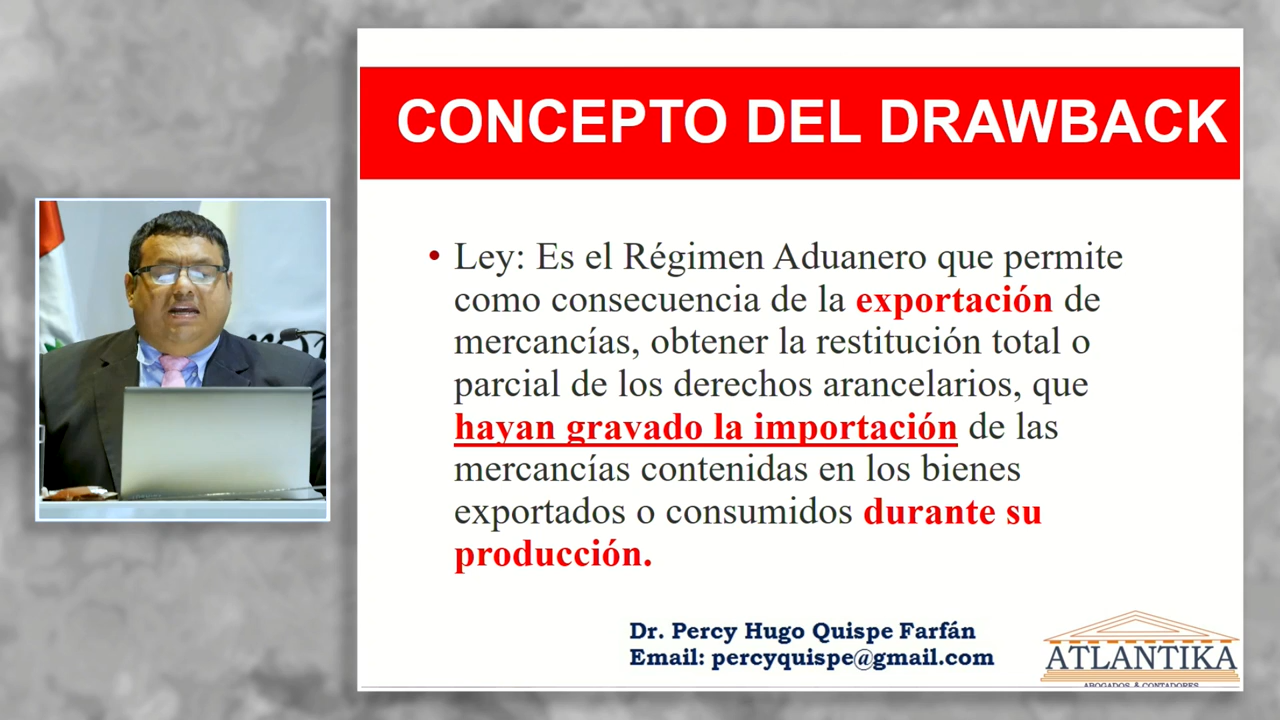 CONCEPTO DEL DRAWBACK
• Ley: Es el Régimen Aduanero que permite
como consecuencia de la exportación de
mercancías, obtener la restitución total o
parcial de los derechos arancelarios, que
hayan gravado la importación de las
mercancías contenidas en los bienes
exportados o consumidos durante su
producción.
Dr. Percy Hugo Quispe Farfán
Email: percyquispe@gmail.com
ATLANTIKA
ABOGADOS & CONTADORES